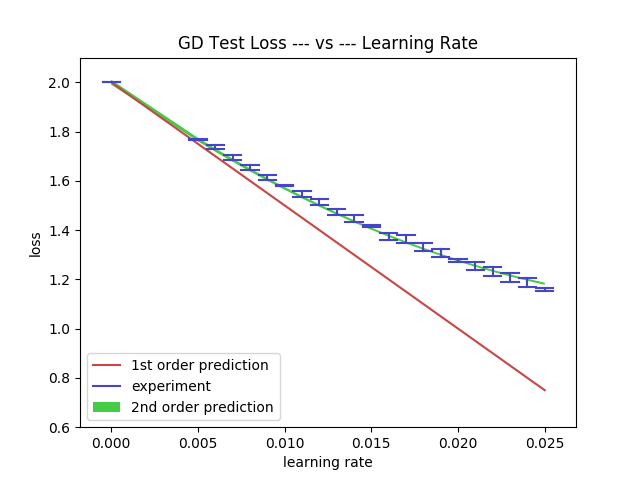 GD Test Loss --- vs --- Learning Rate
2.0
1.8
1.6
1.4
1.2
1.0
0.8
0.6
loss
1st order prediction
experiment
2nd order prediction
0.000 0.005 0.010 0.015 0.020 0.025
learning rate